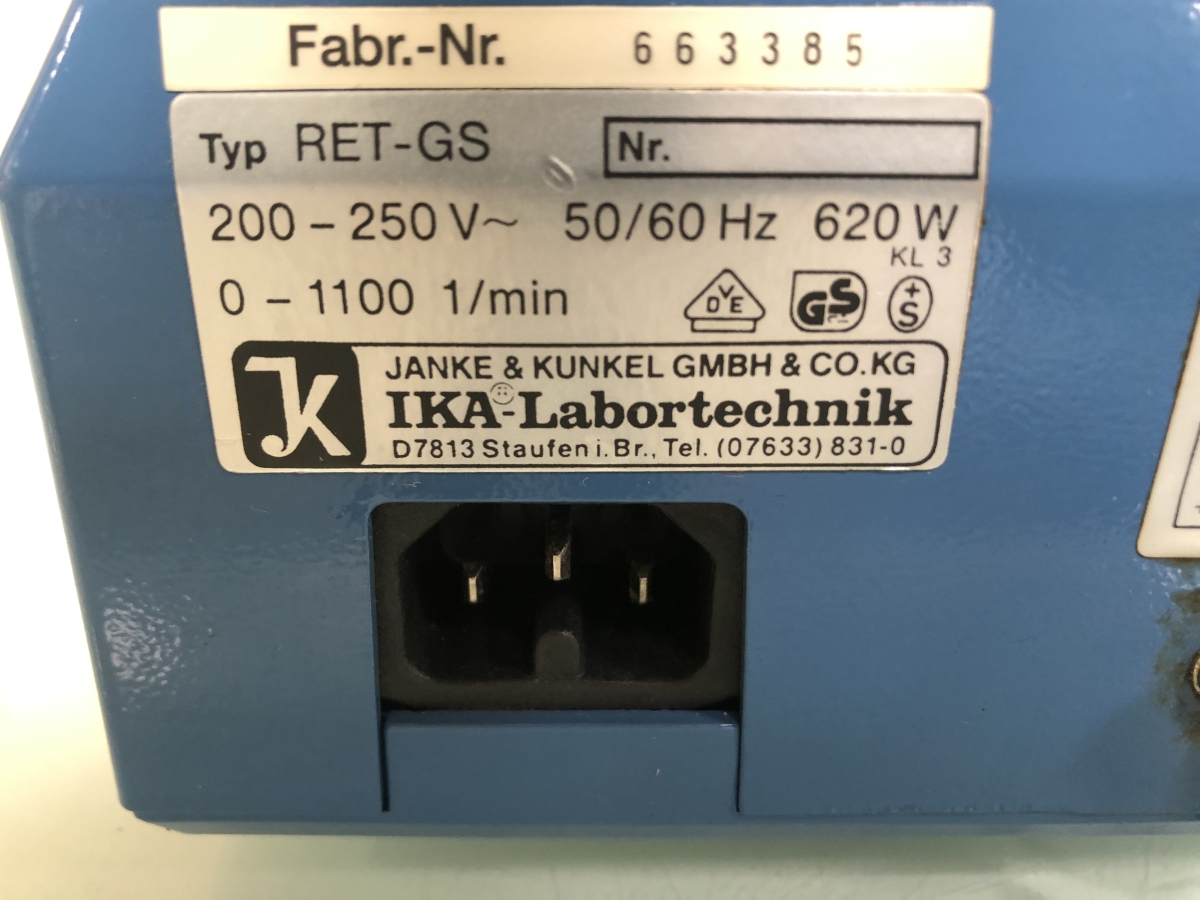 Fabr.-Nr. 663385
Typ RET-GS Nr.
200 – 250 V~ 50/60 Hz 620 W
KL 3
0 – 1100 1/min DVE GS +S
JK JANKE & KUNKEL GMBH & CO.KG
IKA-Labortechnik
D7813 Staufen i. Br., Tel. (07633) 831-0